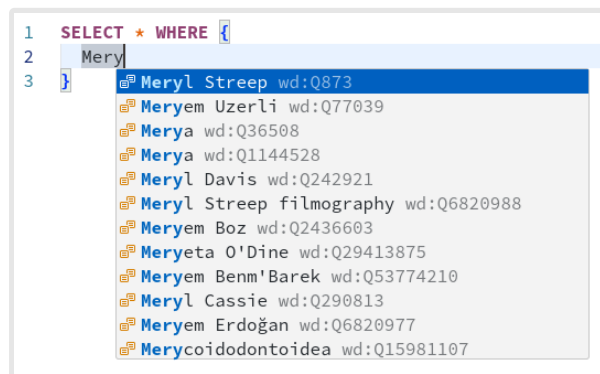 1 SELECT * WHERE {
2 Mery
3 }
Meryl Streep wd:Q873
Meryem Uzerli wd:Q77039
Merya wd:Q36508
Merya wd:Q1144528
Meryl Davis wd:Q242921
Meryl Streep filmography wd:Q6820988
Meryem Boz wd:Q2436603
Meryeta O'Dine wd:Q29413875
Meryem Benm'Barek wd:Q53774210
Meryl Cassie wd:Q290813
Meryem Erdoğan wd:Q6820977
Merycoidodontoidea wd:Q15981107